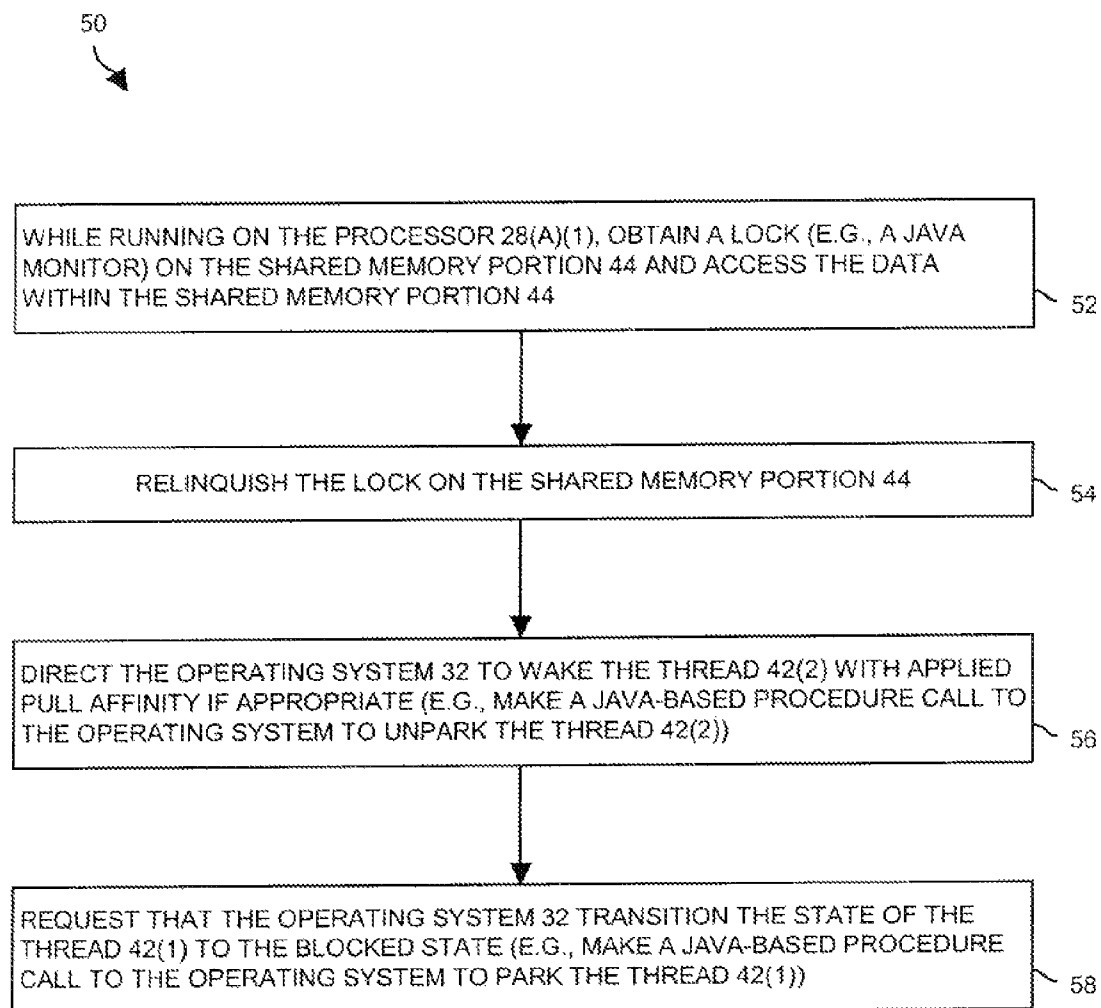 50
WHILE RUNNING ON THE PROCESSOR 28(A)(1), OBTAIN A LOCK (E.G., A JAVA
MONITOR) ON THE SHARED MEMORY PORTION 44 AND ACCESS THE DATA
WITHIN THE SHARED MEMORY PORTION 44
52
RELINQUISH THE LOCK ON THE SHARED MEMORY PORTION 44
54
DIRECT THE OPERATING SYSTEM 32 TO WAKE THE THREAD 42(2) WITH APPLIED
PULL AFFINITY IF APPROPRIATE (E.G., MAKE A JAVA-BASED PROCEDURE CALL TO
THE OPERATING SYSTEM TO UNPARK THE THREAD 42(2))
56
REQUEST THAT THE OPERATING SYSTEM 32 TRANSITION THE STATE OF THE
THREAD 42(1) TO THE BLOCKED STATE (E.G., MAKE A JAVA-BASED PROCEDURE
CALL TO THE OPERATING SYSTEM TO PARK THE THREAD 42(1))
58